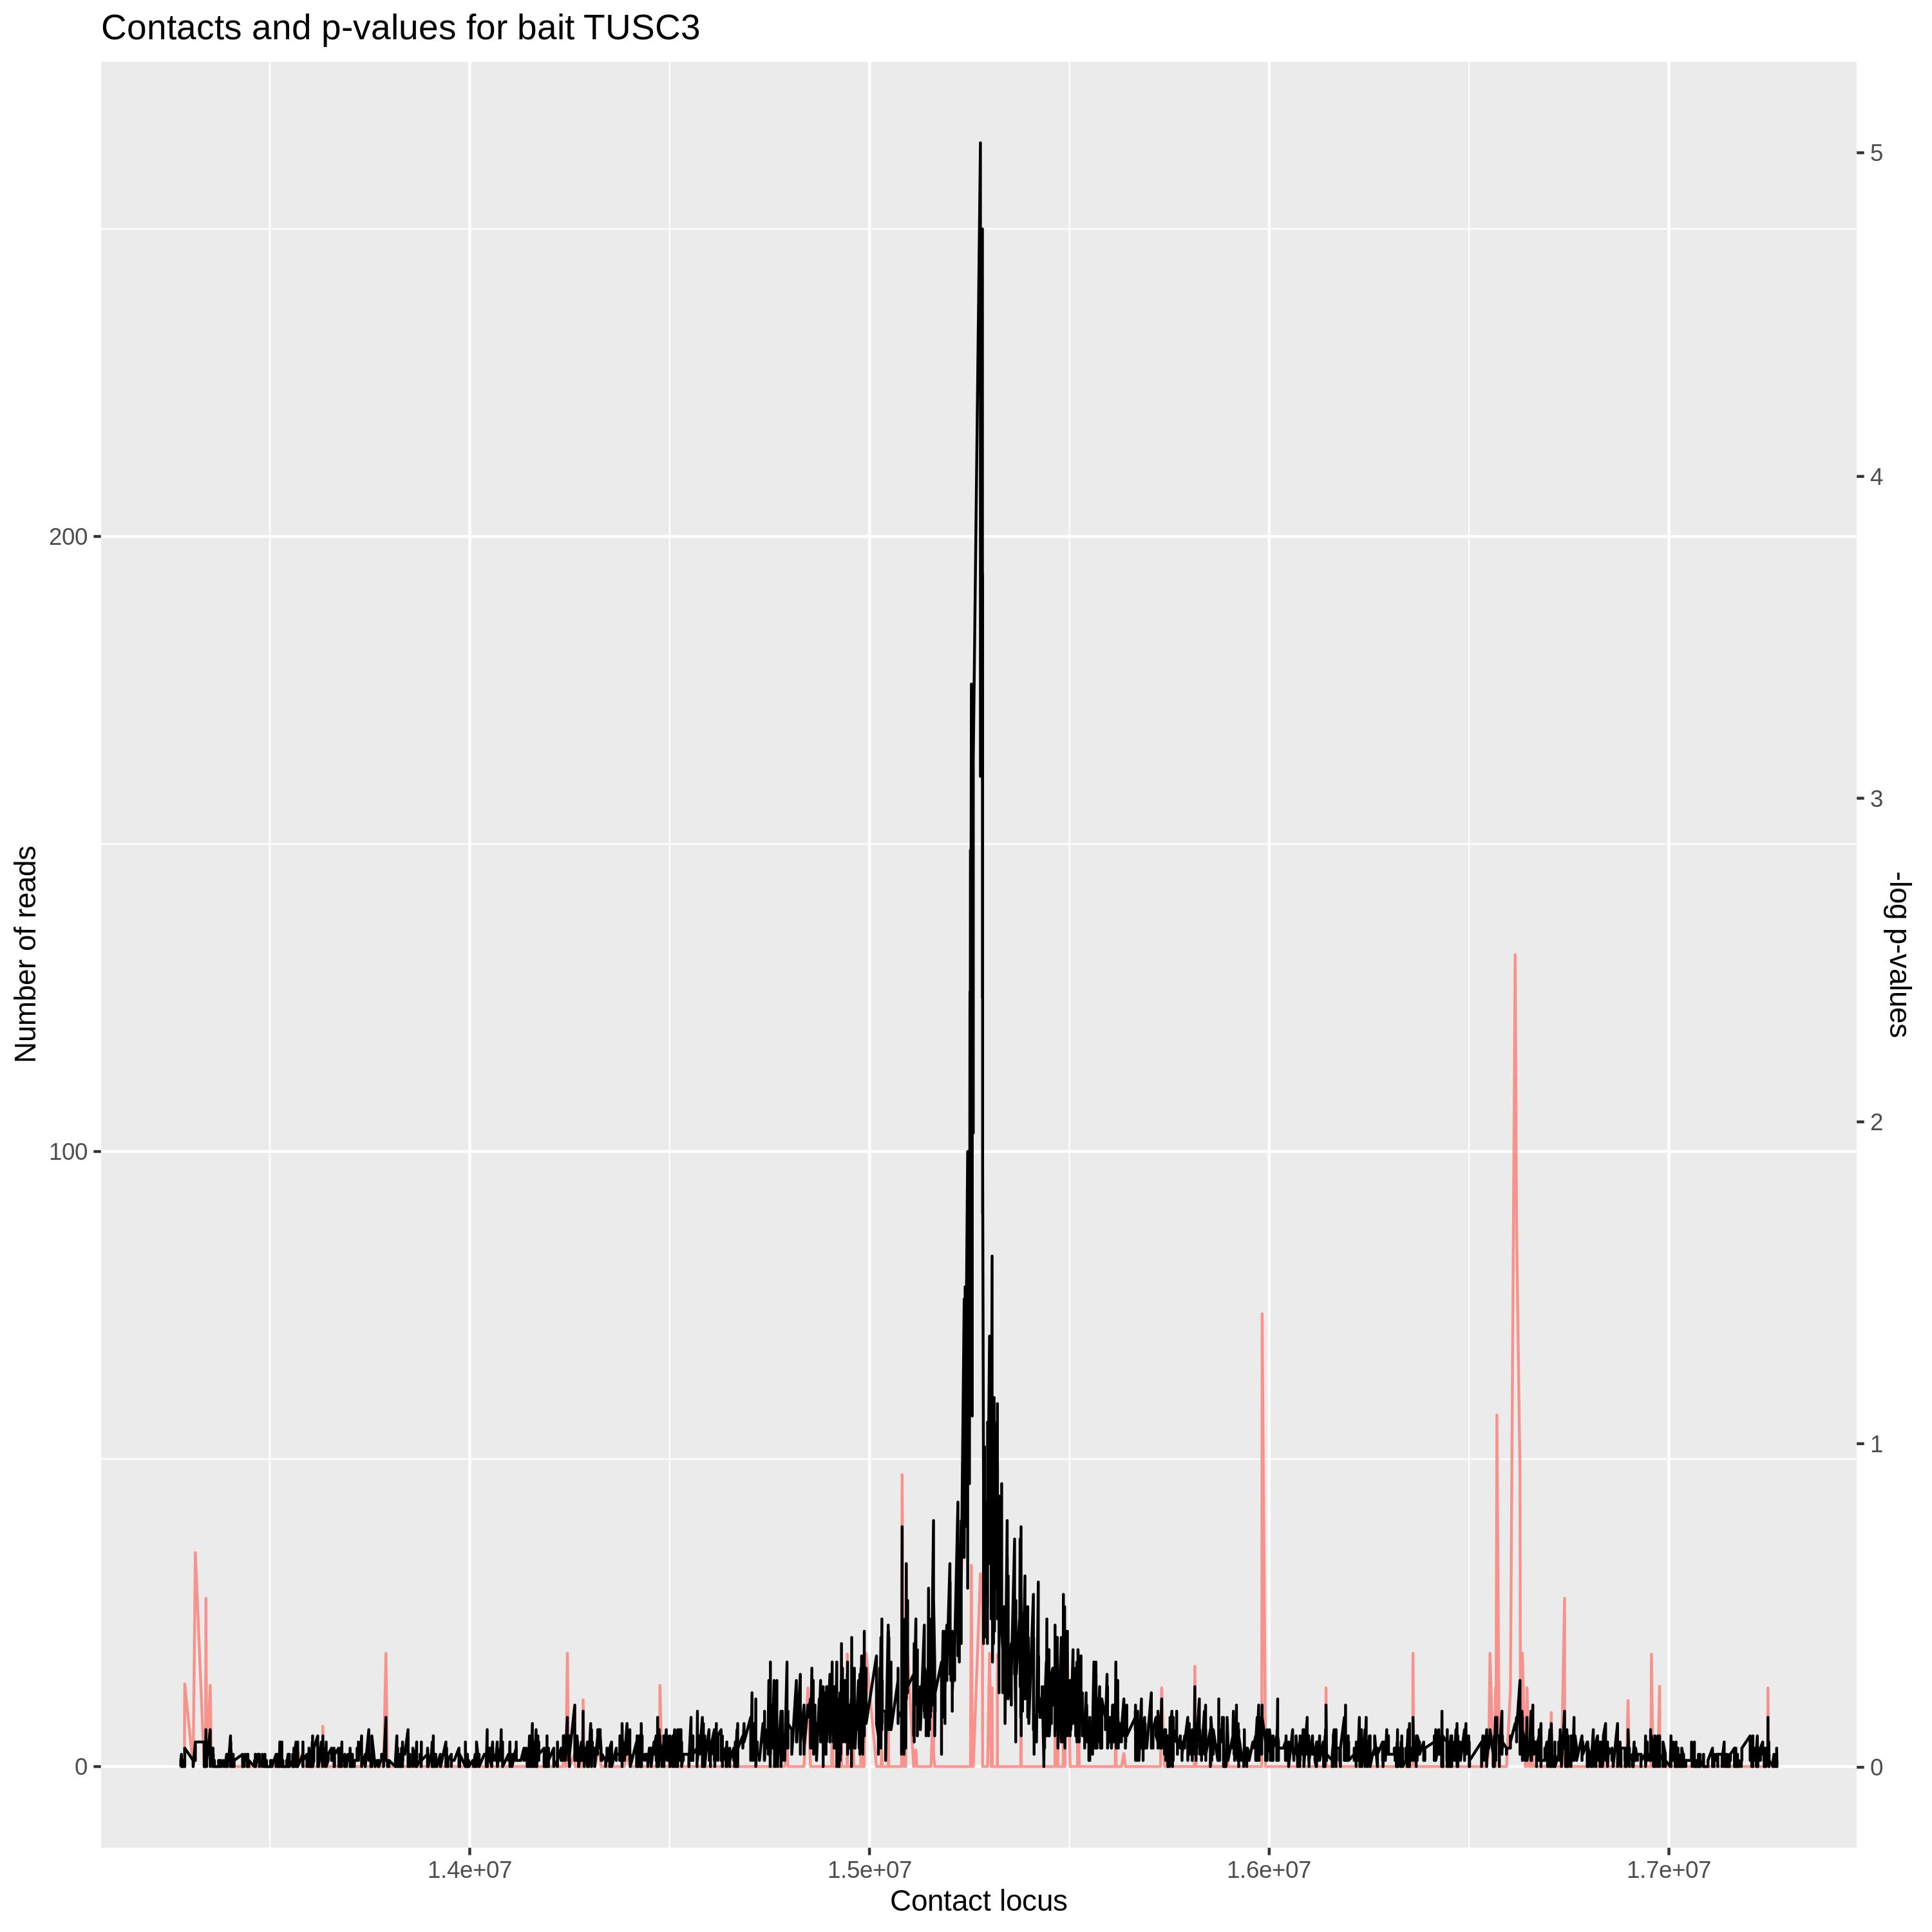 Contacts and p-values for bait TUSC3
Number of reads
200
100
0
5
4
3
2
1
0
-log p-values
1.4e+07
1.5e+07
1.6e+07
1.7e+07
Contact locus